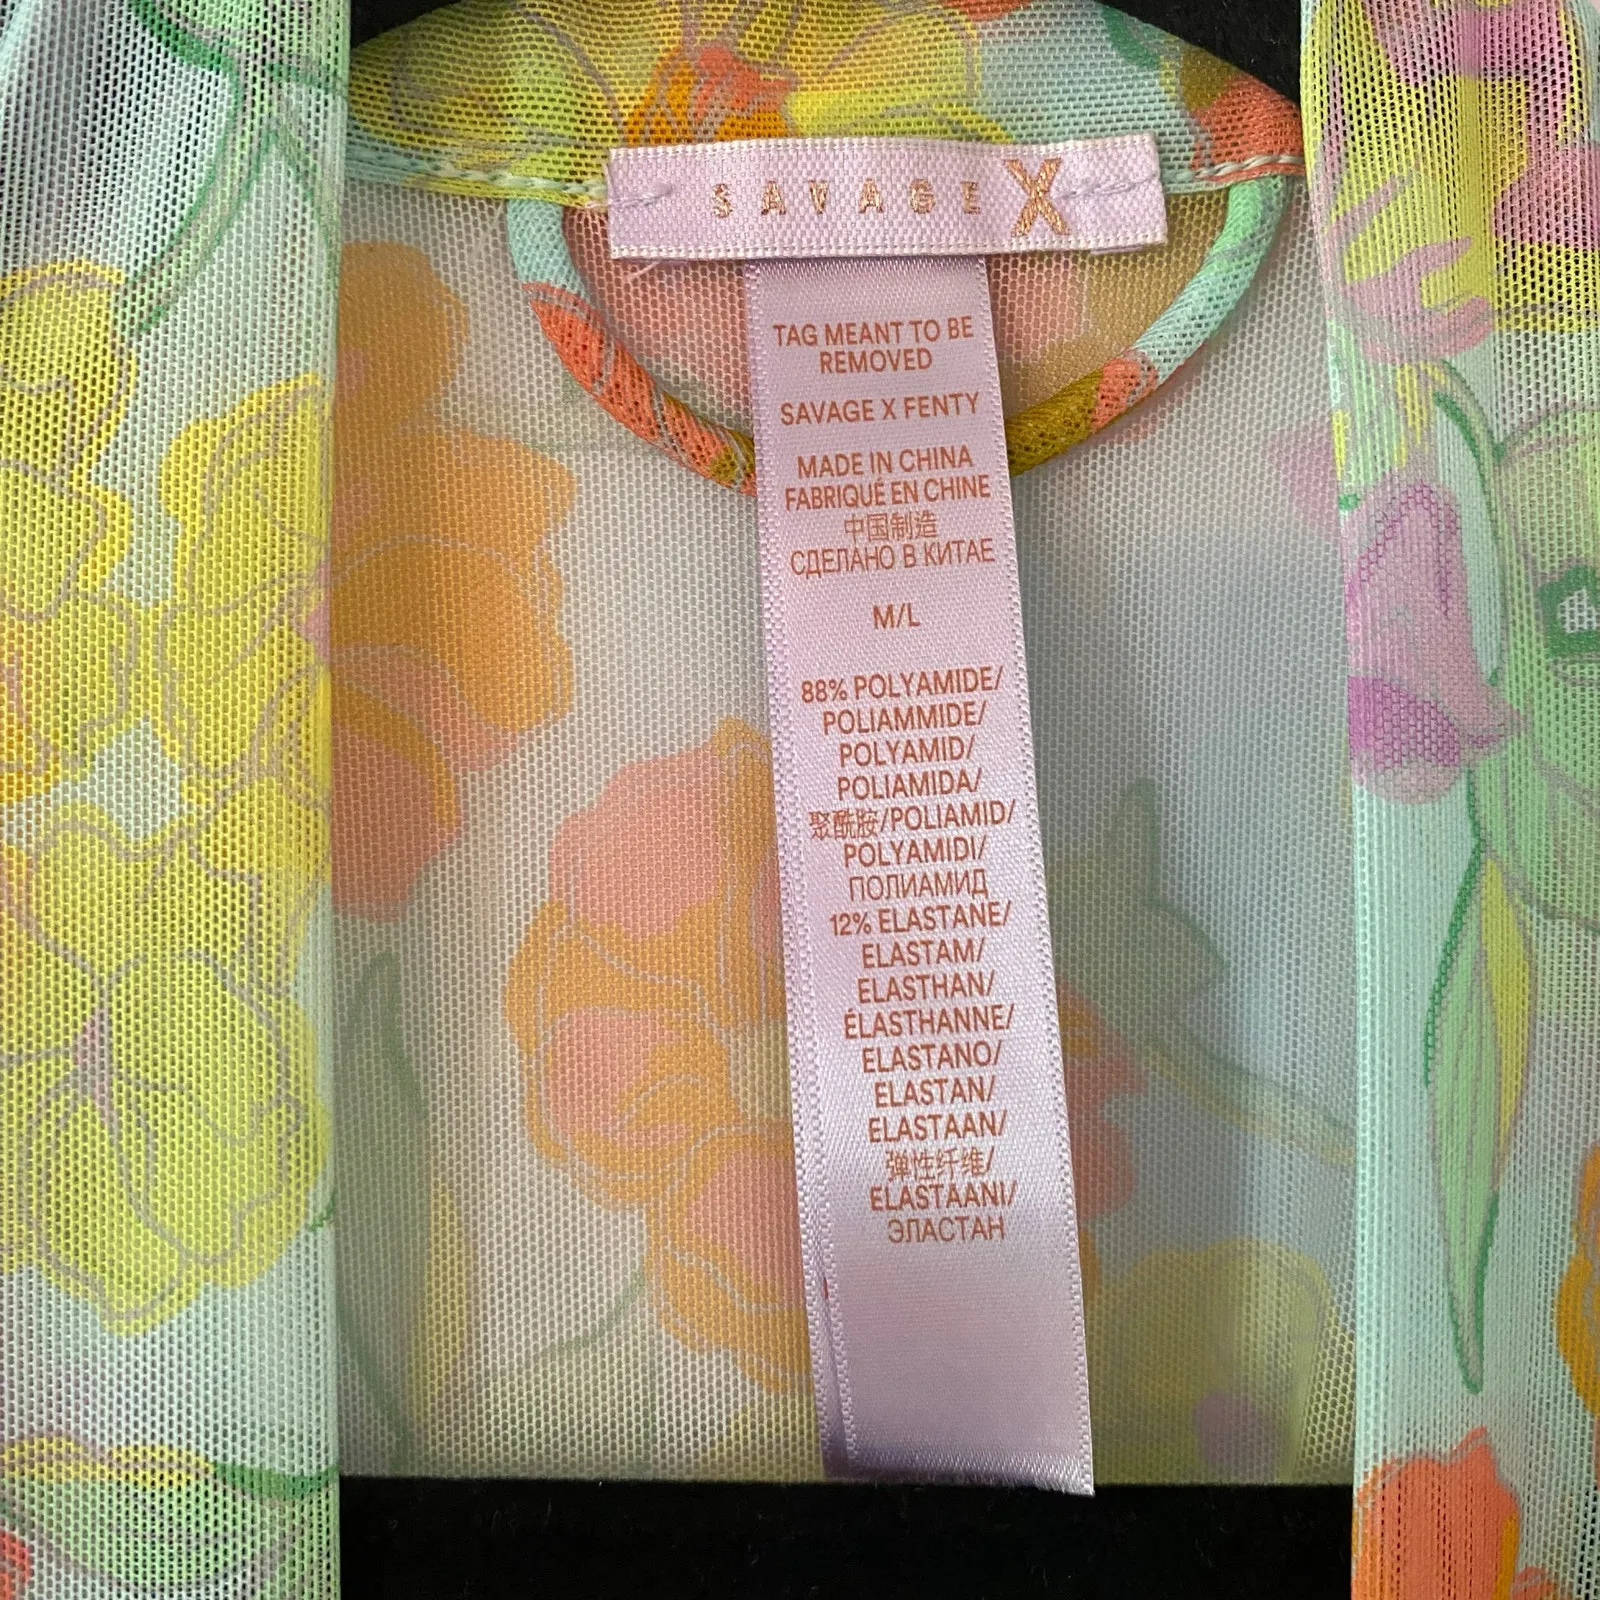 SAVAGE X
TAG MEANT TO BE
REMOVED
SAVAGE X FENTY
MADE IN CHINA
FABRIQUÉ EN CHINE
中国制造
СДЕЛАНО В КИТАЕ
M/L
88% POLYAMIDE/
POLIAMMIDE/
POLYAMID/
POLIAMIDA/
聚酰胺/POLIAMID/
POLYAMIDI/
ПОЛИАМИД
12% ELASTANE/
ELASTAM/
ELASTHAN/
ÉLASTHANNE/
ELASTANO/
ELASTAN/
ELASTAAN/
弹性纤维/
ELASTAANI/
ЭЛАСТАН